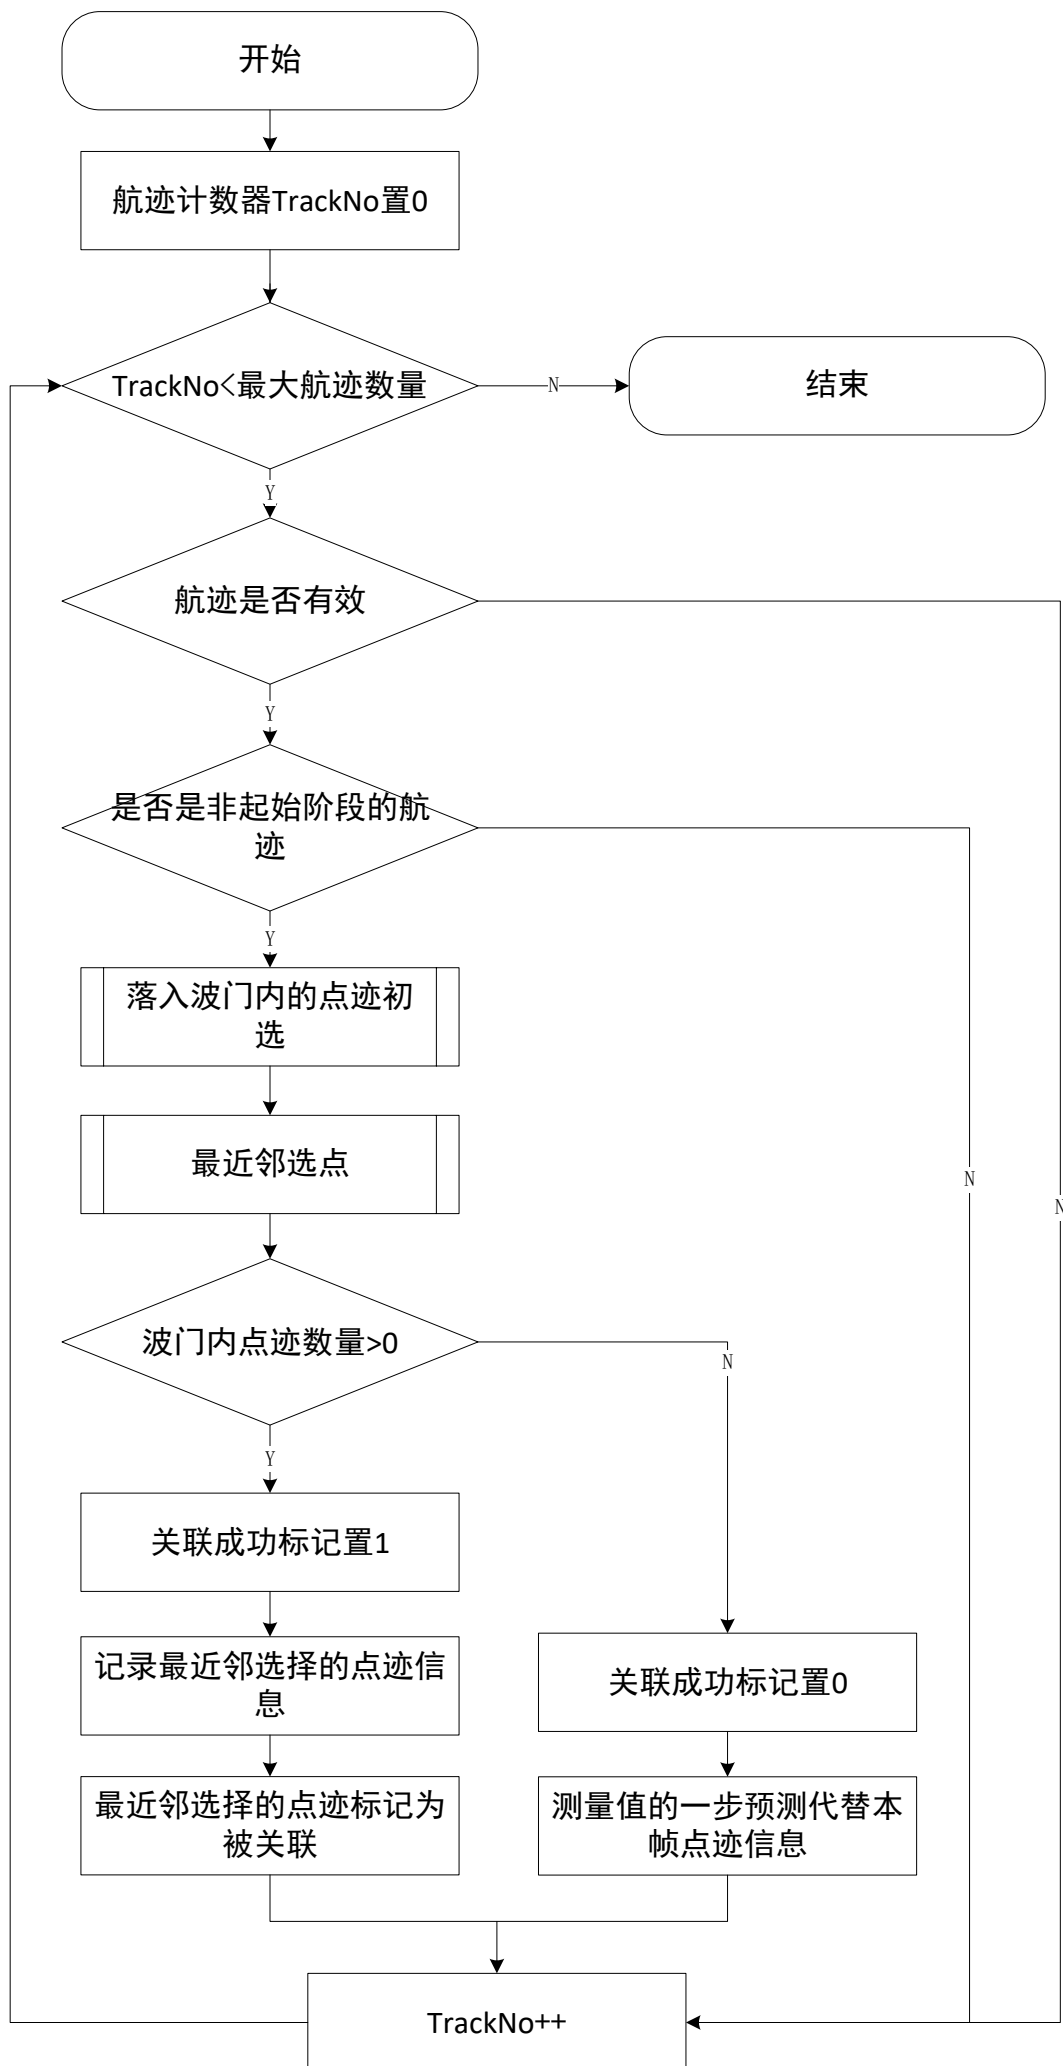 开始
航迹计数器TrackNo置0
TrackNo<最大航迹数量
N
结束
Y
航迹是否有效
Y
是否是非起始阶段的航
迹
Y
落入波门内的点迹初
选
最近邻选点
N
N
波门内点迹数量>0
N
Y
关联成功标记置1
记录最近邻选择的点迹信
息
关联成功标记置0
最近邻选择的点迹标记为
被关联
测量值的一步预测代替本
帧点迹信息
TrackNo++